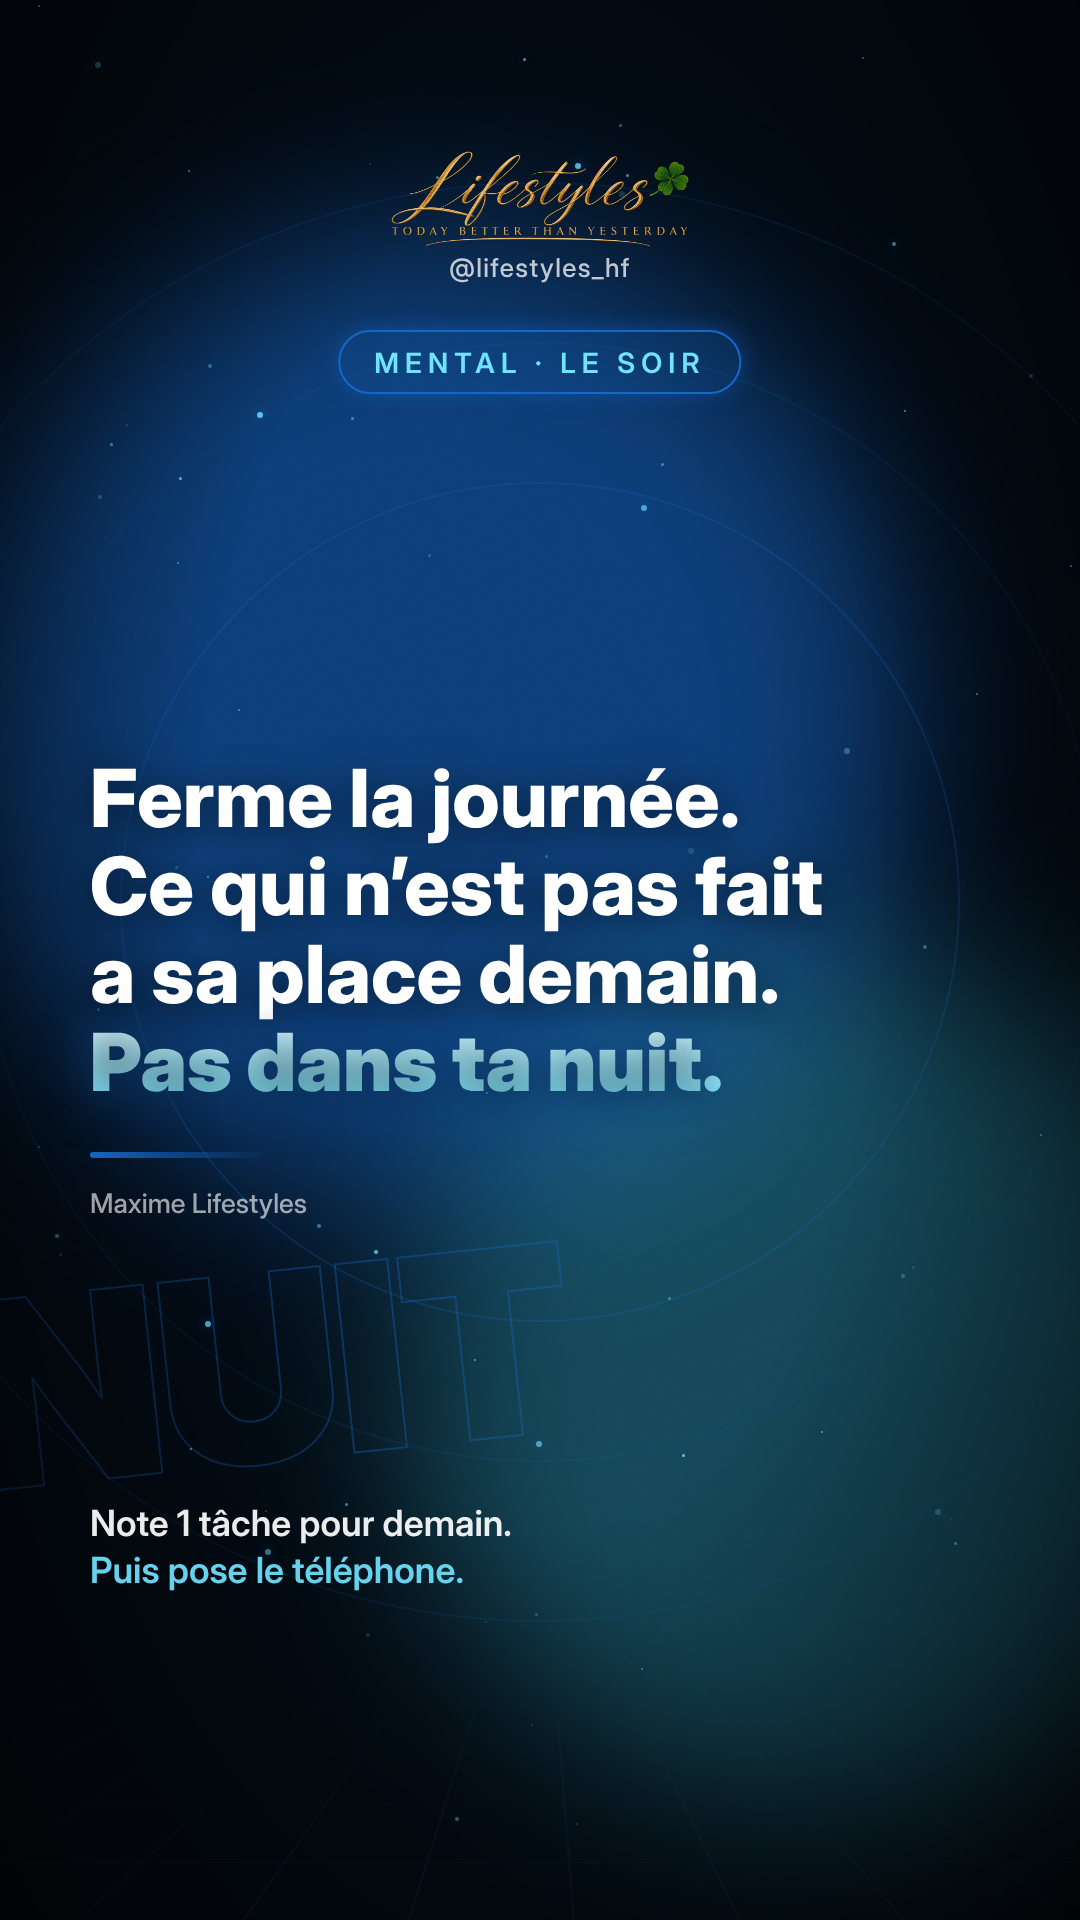 Lifestyles
TODAY BETTER THAN YESTERDAY
@lifestyles_hf
MENTAL · LE SOIR
Ferme la journée.
Ce qui n’est pas fait
a sa place demain.
Pas dans ta nuit.
Maxime Lifestyles
NUIT
Note 1 tâche pour demain.
Puis pose le téléphone.